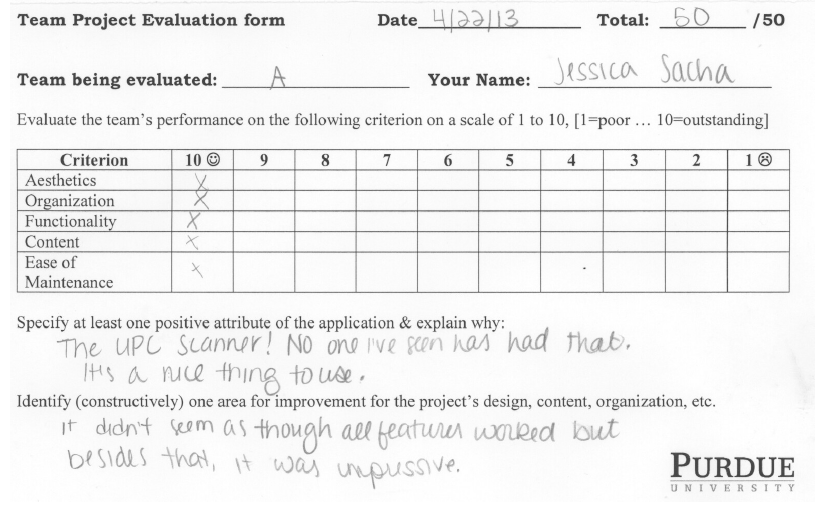 Team Project Evaluation form Date 4/22/13 Total: 50 /50
Team being evaluated: A Your Name: Jessica Sacha
Evaluate the team's performance on the following criterion on a scale of 1 to 10, [1=poor … 10=outstanding]
Criterion 10 ☺ 9 8 7 6 5 4 3 2 1 ☹
Aesthetics X
Organization X
Functionality X
Content X
Ease of
Maintenance X
Specify at least one positive attribute of the application & explain why:
The UPC Scanner! No one I've seen has had that.
It's a nice thing to use.
Identify (constructively) one area for improvement for the project's design, content, organization, etc.
it didn't seem as though all features worked but
besides that, it was impressive.
PURDUE
UNIVERSITY